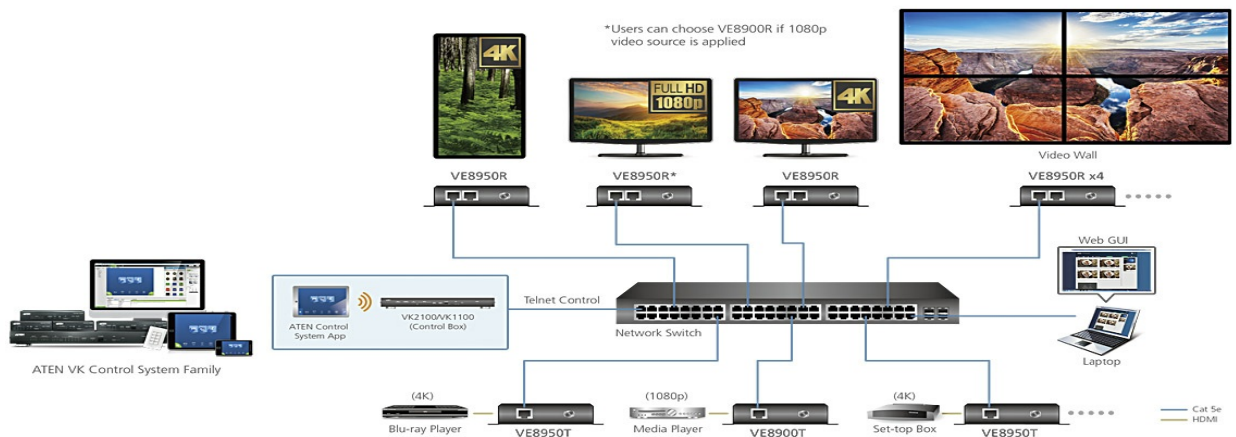 *Users can choose VE8900R if 1080p
video source is applied
4K
FULL HD
1080p
4K
Video Wall
VE8950R
VE8950R*
VE8950R
VE8950R x4
Web GUI
Telnet Control
ATEN Control
System App
VK2100/VK1100
(Control Box)
Network Switch
Laptop
ATEN VK Control System Family
(4K)
(1080p)
(4K)
Blu-ray Player
VE8950T
Media Player
VE8900T
Set-top Box
VE8950T
Cat 5e
HDMI